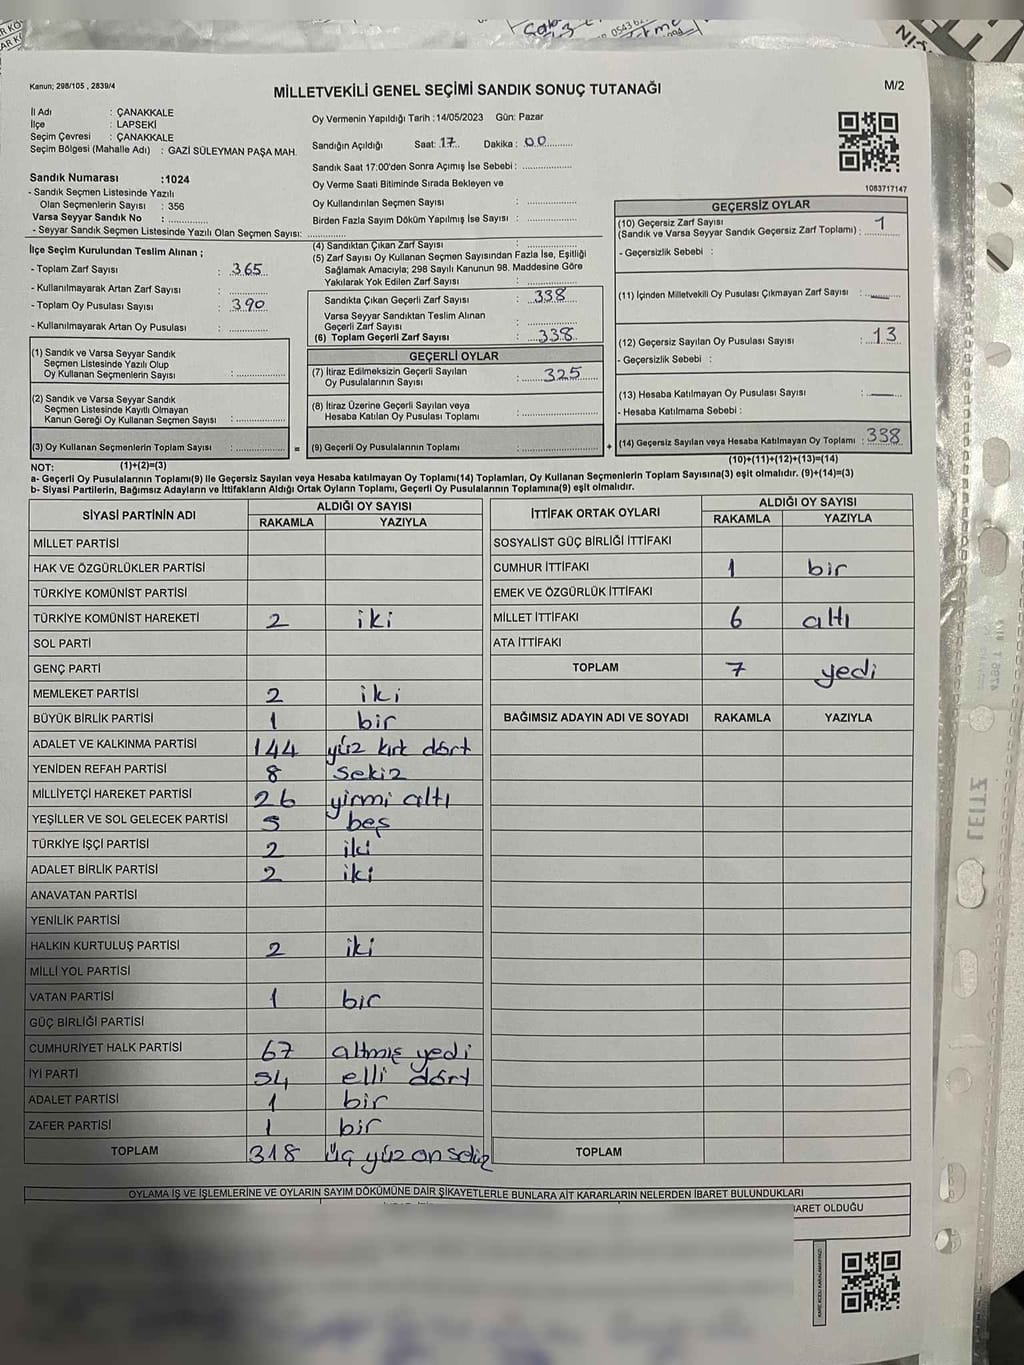 Kanun; 298/105 , 2839/4
MİLLETVEKİLİ GENEL SEÇİMİ SANDIK SONUÇ TUTANAĞI
M/2
İl Adı : ÇANAKKALE
İlçe : LAPSEKİ
Seçim Çevresi : ÇANAKKALE
Seçim Bölgesi (Mahalle Adı) : GAZİ SÜLEYMAN PAŞA MAH.
Sandık Numarası :1024
- Sandık Seçmen Listesinde Yazılı
Olan Seçmenlerin Sayısı : 356
Varsa Seyyar Sandık No :
- Seyyar Sandık Seçmen Listesinde Yazılı Olan Seçmen Sayısı:
Oy Vermenin Yapıldığı Tarih :14/05/2023 Gün: Pazar
Sandığın Açıldığı Saat: 17 Dakika : 00
Sandık Saat 17:00'den Sonra Açımış İse Sebebi :
Oy Verme Saati Bitiminde Sırada Bekleyen ve
Oy Kullandırılan Seçmen Sayısı :
Birden Fazla Sayım Döküm Yapılmış İse Sayısı :
1083717147
İlçe Seçim Kurulundan Teslim Alınan ;
- Toplam Zarf Sayısı : 365
- Kullanılmayarak Artan Zarf Sayısı :
- Toplam Oy Pusulası Sayısı : 390
- Kullanılmayarak Artan Oy Pusulası :
(4) Sandıktan Çıkan Zarf Sayısı :
(5) Zarf Sayısı Oy Kullanan Seçmen Sayısından Fazla İse, Eşitliği
Sağlamak Amacıyla; 298 Sayılı Kanunun 98. Maddesine Göre
Yakılarak Yok Edilen Zarf Sayısı :
Sandıkta Çıkan Geçerli Zarf Sayısı : 338
Varsa Seyyar Sandıktan Teslim Alınan
Geçerli Zarf Sayısı :
(6) Toplam Geçerli Zarf Sayısı : 338
GEÇERSİZ OYLAR
(10) Geçersiz Zarf Sayısı 1
(Sandık ve Varsa Seyyar Sandık Geçersiz Zarf Toplamı) :
- Geçersizlik Sebebi :
(11) İçinden Milletvekili Oy Pusulası Çıkmayan Zarf Sayısı : —
(12) Geçersiz Sayılan Oy Pusulası Sayısı : 13
- Geçersizlik Sebebi :
(13) Hesaba Katılmayan Oy Pusulası Sayısı : —
- Hesaba Katılmama Sebebi :
(14) Geçersiz Sayılan veya Hesaba Katılmayan Oy Toplamı : 338
(10)+(11)+(12)+(13)=(14)
(1) Sandık ve Varsa Seyyar Sandık
Seçmen Listesinde Yazılı Olup
Oy Kullanan Seçmenlerin Sayısı :
(2) Sandık ve Varsa Seyyar Sandık
Seçmen Listesinde Kayıtlı Olmayan
Kanun Gereği Oy Kullanan Seçmen Sayısı :
(3) Oy Kullanan Seçmenlerin Toplam Sayısı : =
(1)+(2)=(3)
GEÇERLİ OYLAR
(7) İtiraz Edilmeksizin Geçerli Sayılan
Oy Pusulalarının Sayısı : 325
(8) İtiraz Üzerine Geçerli Sayılan veya
Hesaba Katılan Oy Pusulası Toplamı :
(9) Geçerli Oy Pusulalarının Toplamı : +
NOT:
a- Geçerli Oy Pusulalarının Toplamı(9) ile Geçersiz Sayılan veya Hesaba katılmayan Oy Toplamı(14) Toplamları, Oy Kullanan Seçmenlerin Toplam Sayısına(3) eşit olmalıdır. (9)+(14)=(3)
b- Siyasi Partilerin, Bağımsız Adayların ve İttifakların Aldığı Ortak Oyların Toplamı, Geçerli Oy Pusulalarının Toplamına(9) eşit olmalıdır.
SİYASİ PARTİNİN ADI ALDIĞI OY SAYISI
RAKAMLA YAZIYLA
MİLLET PARTİSİ
HAK VE ÖZGÜRLÜKLER PARTİSİ
TÜRKİYE KOMÜNİST PARTİSİ
TÜRKİYE KOMÜNİST HAREKETİ 2 iki
SOL PARTİ
GENÇ PARTİ
MEMLEKET PARTİSİ 2 iki
BÜYÜK BİRLİK PARTİSİ 1 bir
ADALET VE KALKINMA PARTİSİ 144 yüz kırk dört
YENİDEN REFAH PARTİSİ 8 sekiz
MİLLİYETÇİ HAREKET PARTİSİ 26 yirmi altı
YEŞİLLER VE SOL GELECEK PARTİSİ 5 beş
TÜRKİYE İŞÇİ PARTİSİ 2 iki
ADALET BİRLİK PARTİSİ 2 iki
ANAVATAN PARTİSİ
YENİLİK PARTİSİ
HALKIN KURTULUŞ PARTİSİ 2 iki
MİLLİ YOL PARTİSİ
VATAN PARTİSİ 1 bir
GÜÇ BİRLİĞİ PARTİSİ
CUMHURİYET HALK PARTİSİ 67 altmış yedi
İYİ PARTİ 54 elli dört
ADALET PARTİSİ 1 bir
ZAFER PARTİSİ 1 bir
TOPLAM 318 üç yüz on sekiz
İTTİFAK ORTAK OYLARI ALDIĞI OY SAYISI
RAKAMLA YAZIYLA
SOSYALİST GÜÇ BİRLİĞİ İTTİFAKI
CUMHUR İTTİFAKI 1 bir
EMEK VE ÖZGÜRLÜK İTTİFAKI
MİLLET İTTİFAKI 6 altı
ATA İTTİFAKI
TOPLAM 7 yedi
BAĞIMSIZ ADAYIN ADI VE SOYADI RAKAMLA YAZIYLA
TOPLAM
OYLAMA İŞ VE İŞLEMLERİNE VE OYLARIN SAYIM DÖKÜMÜNE DAİR ŞİKAYETLERLE BUNLARA AİT KARARLARIN NELERDEN İBARET BULUNDUKLARI
İBARET OLDUĞU
LEITZ